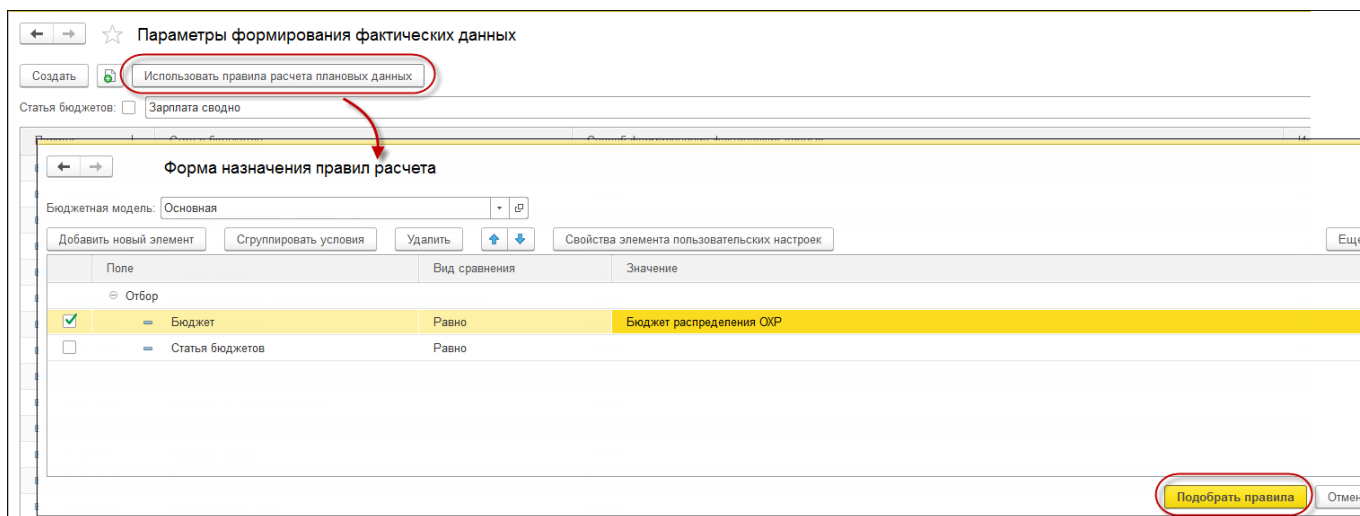 Параметры формирования фактических данных
Создать Использовать правила расчета плановых данных
Статья бюджетов: Зарплата сводно
Форма назначения правил расчета
Бюджетная модель: Основная
Добавить новый элемент Сгруппировать условия Удалить Свойства элемента пользовательских настроек Еще
Поле Вид сравнения Значение
Отбор
Бюджет Равно Бюджет распределения ОХР
Статья бюджетов Равно
Подобрать правила Отмен